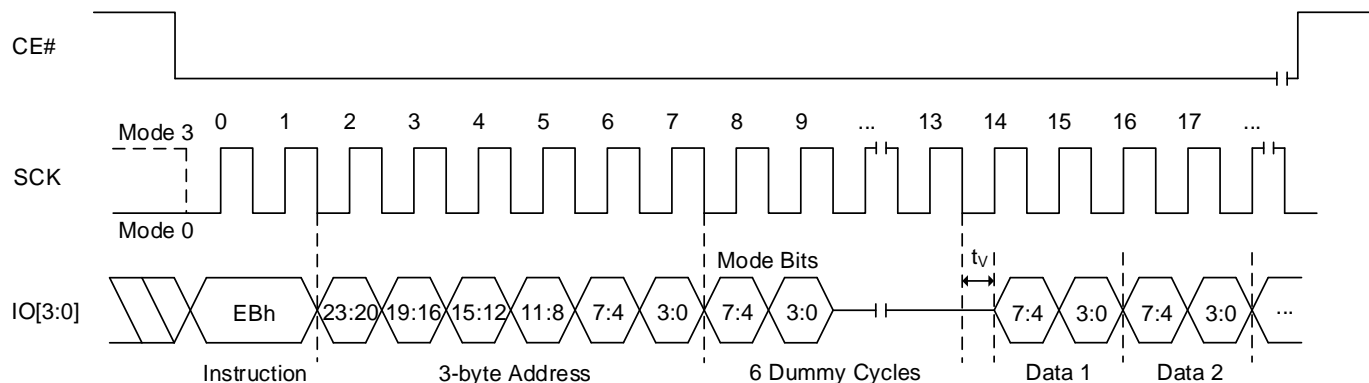 CE#
0 1 2 3 4 5 6 7 8 9 ... 13 14 15 16 17 ...
Mode 3
SCK
Mode 0
Mode Bits
tV
IO[3:0]
EBh 23:20 19:16 15:12 11:8 7:4 3:0 7:4 3:0 7:4 3:0 7:4 3:0 ...
Instruction 3-byte Address 6 Dummy Cycles Data 1 Data 2